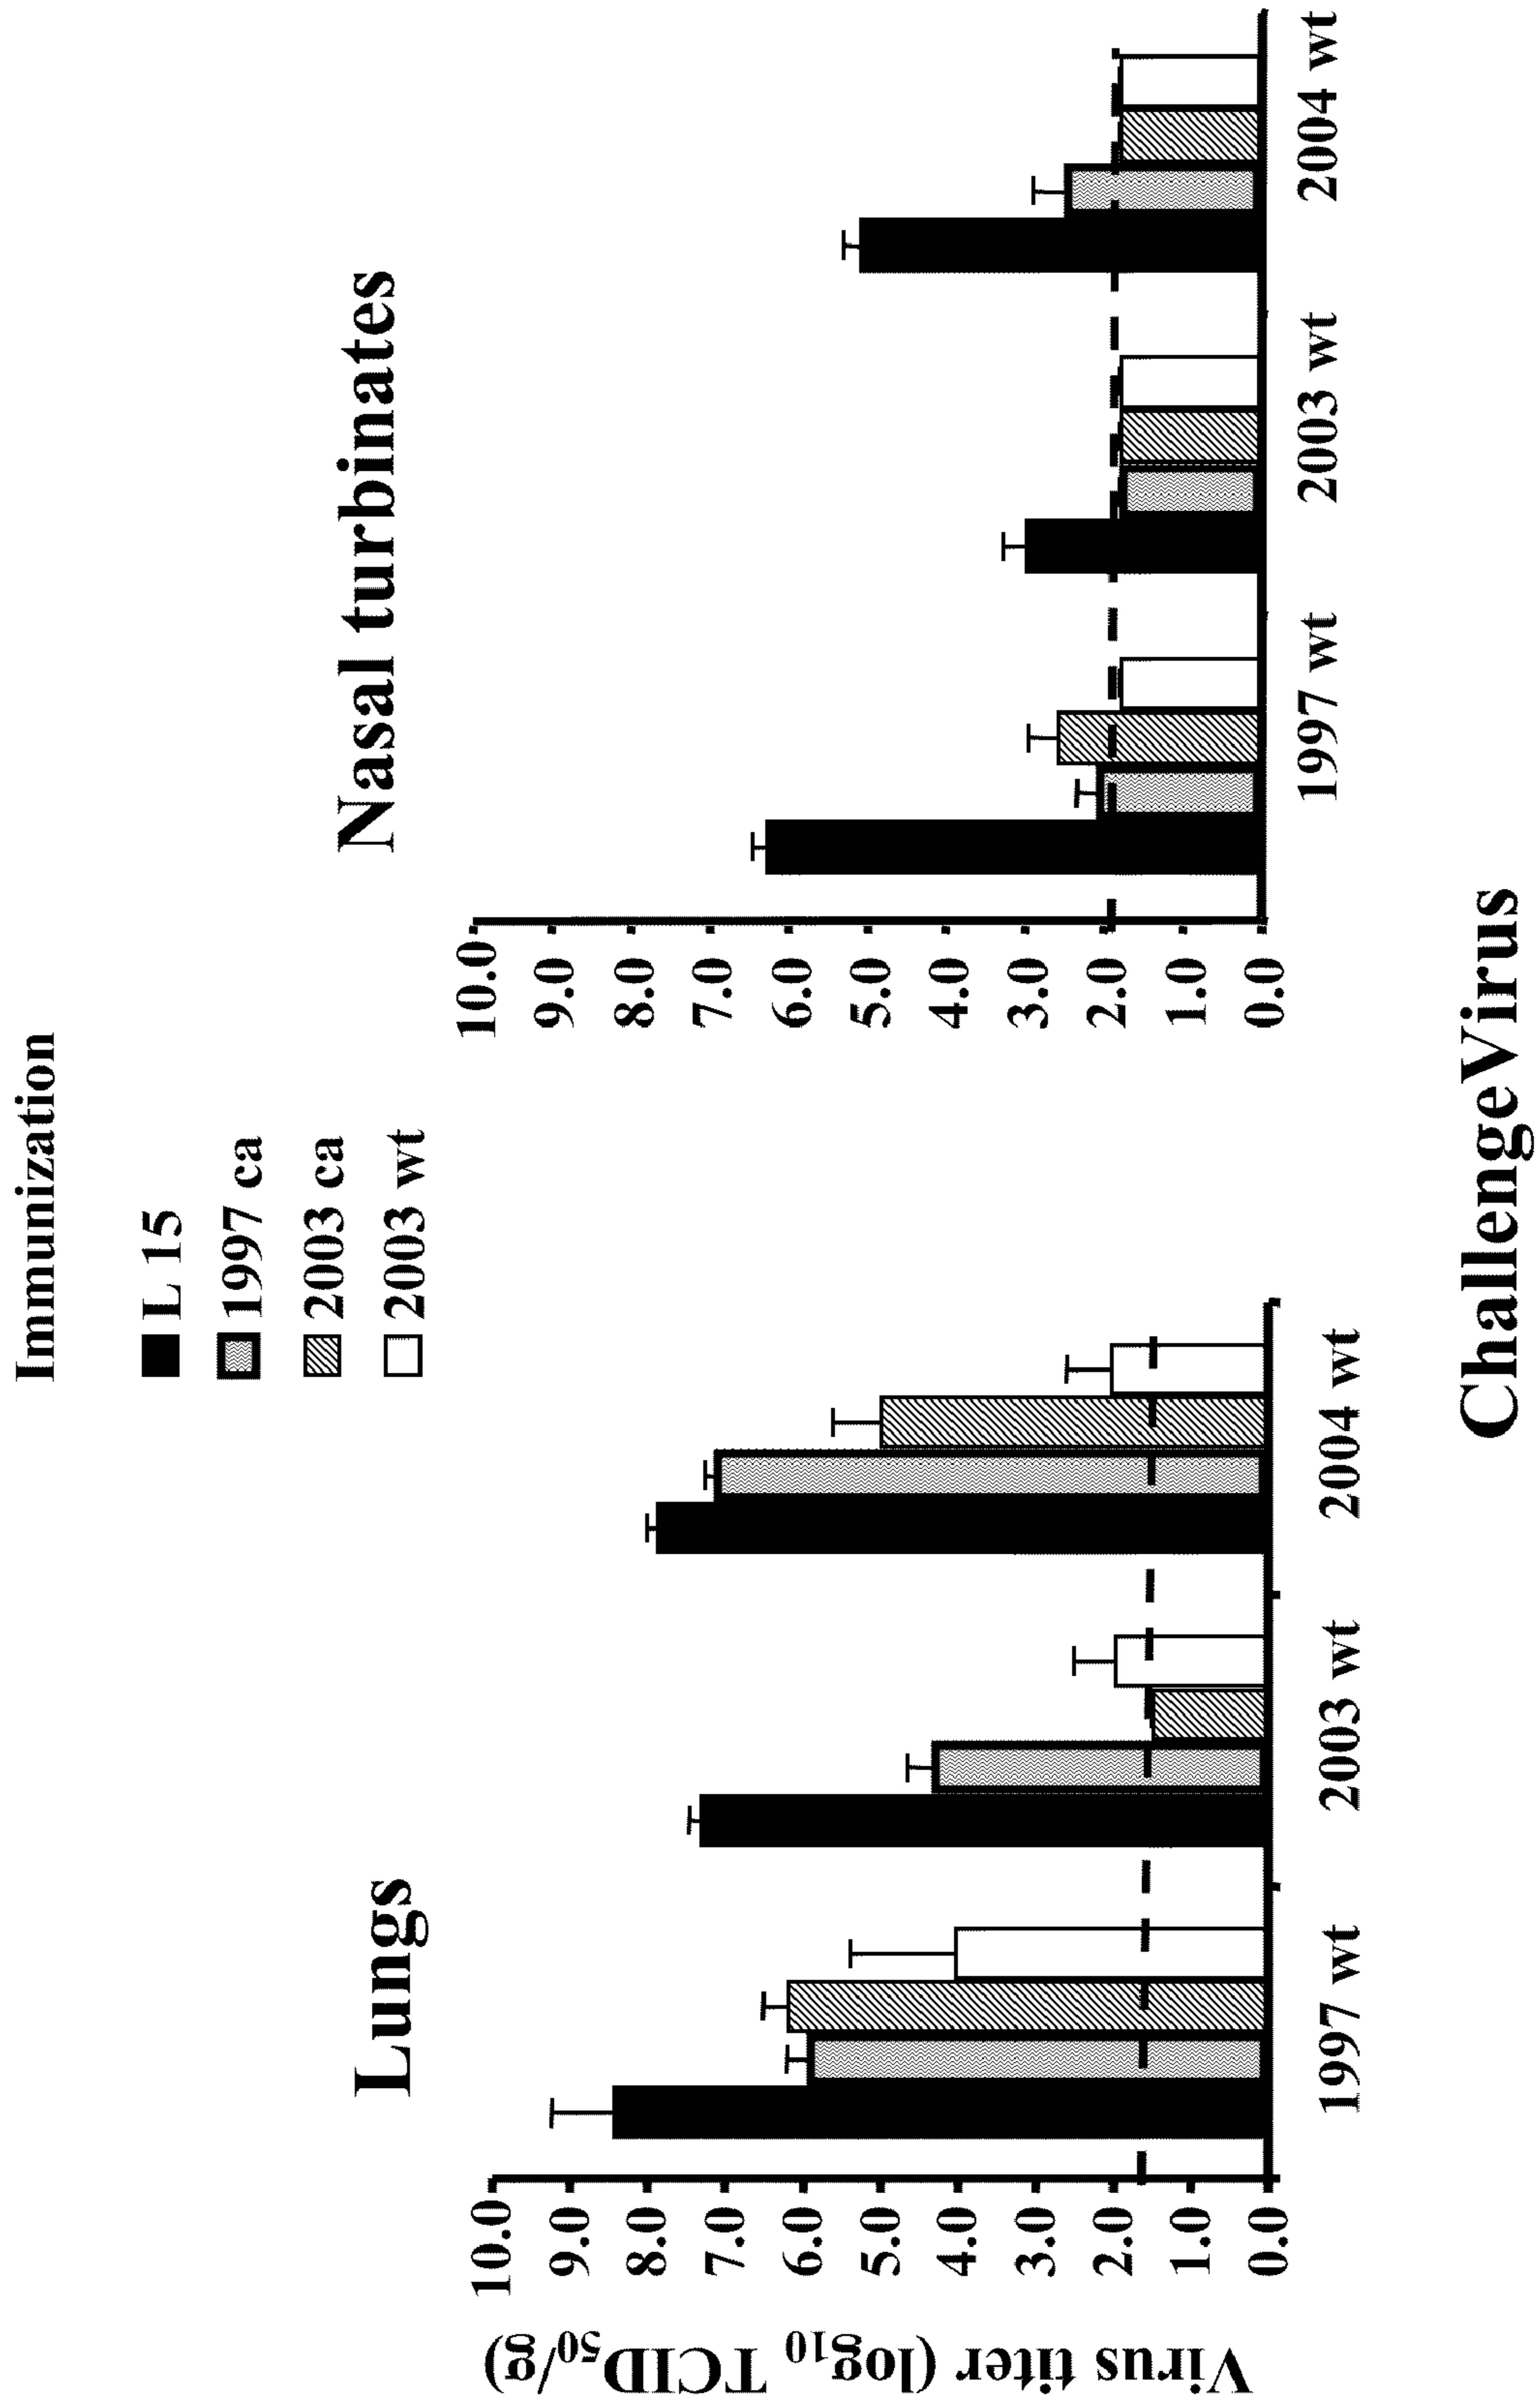 Immunization
L 15
1997 ca
2003 ca
2003 wt
Lungs
Virus titer (log10 TCID50/g)
10.0
9.0
8.0
7.0
6.0
5.0
4.0
3.0
2.0
1.0
0.0
1997 wt
2003 wt
2004 wt
Nasal turbinates
10.0
9.0
8.0
7.0
6.0
5.0
4.0
3.0
2.0
1.0
0.0
1997 wt
2003 wt
2004 wt
Challenge Virus